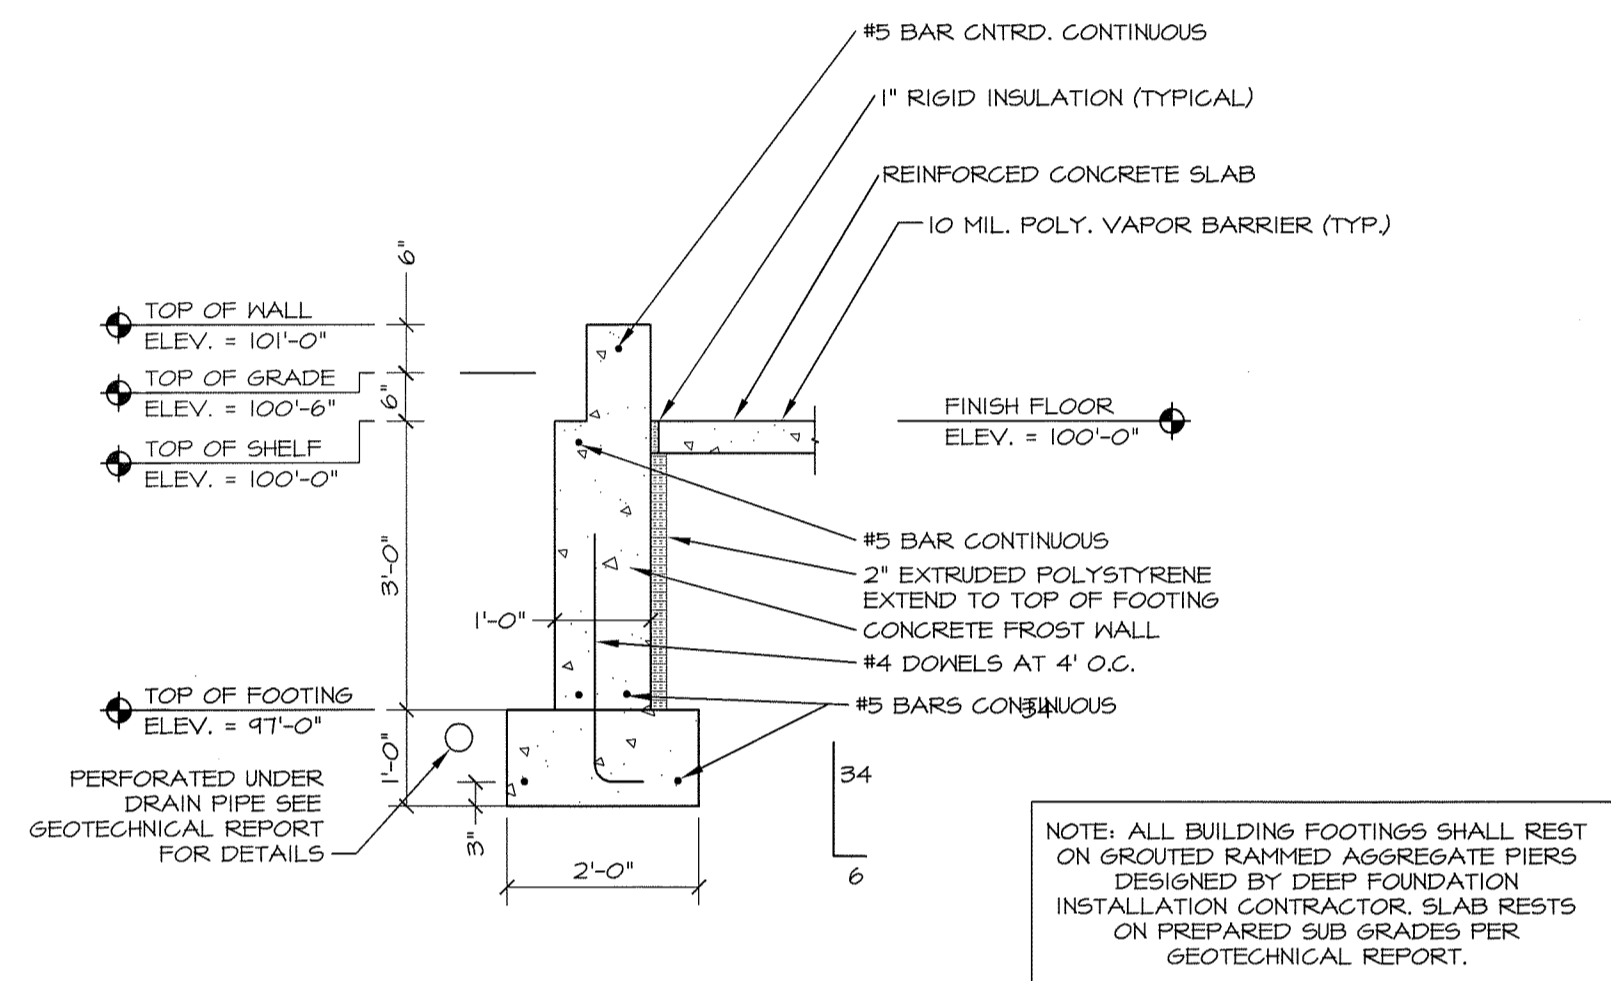 #5 BAR CNTRD. CONTINUOUS
1" RIGID INSULATION (TYPICAL)
REINFORCED CONCRETE SLAB
10 MIL. POLY. VAPOR BARRIER (TYP.)
6"
TOP OF WALL
ELEV. = 101'-0"
TOP OF GRADE
ELEV. = 100'-6"
6"
TOP OF SHELF
ELEV. = 100'-0"
FINISH FLOOR
ELEV. = 100'-0"
3'-0"
1'-0"
#5 BAR CONTINUOUS
2" EXTRUDED POLYSTYRENE
EXTEND TO TOP OF FOOTING
CONCRETE FROST WALL
#4 DOWELS AT 4' O.C.
#5 BARS CONTINUOUS
34
TOP OF FOOTING
ELEV. = 97'-0"
1'-0"
PERFORATED UNDER
DRAIN PIPE SEE
GEOTECHNICAL REPORT
FOR DETAILS
3"
2'-0"
34
6
NOTE: ALL BUILDING FOOTINGS SHALL REST
ON GROUTED RAMMED AGGREGATE PIERS
DESIGNED BY DEEP FOUNDATION
INSTALLATION CONTRACTOR. SLAB RESTS
ON PREPARED SUB GRADES PER
GEOTECHNICAL REPORT.